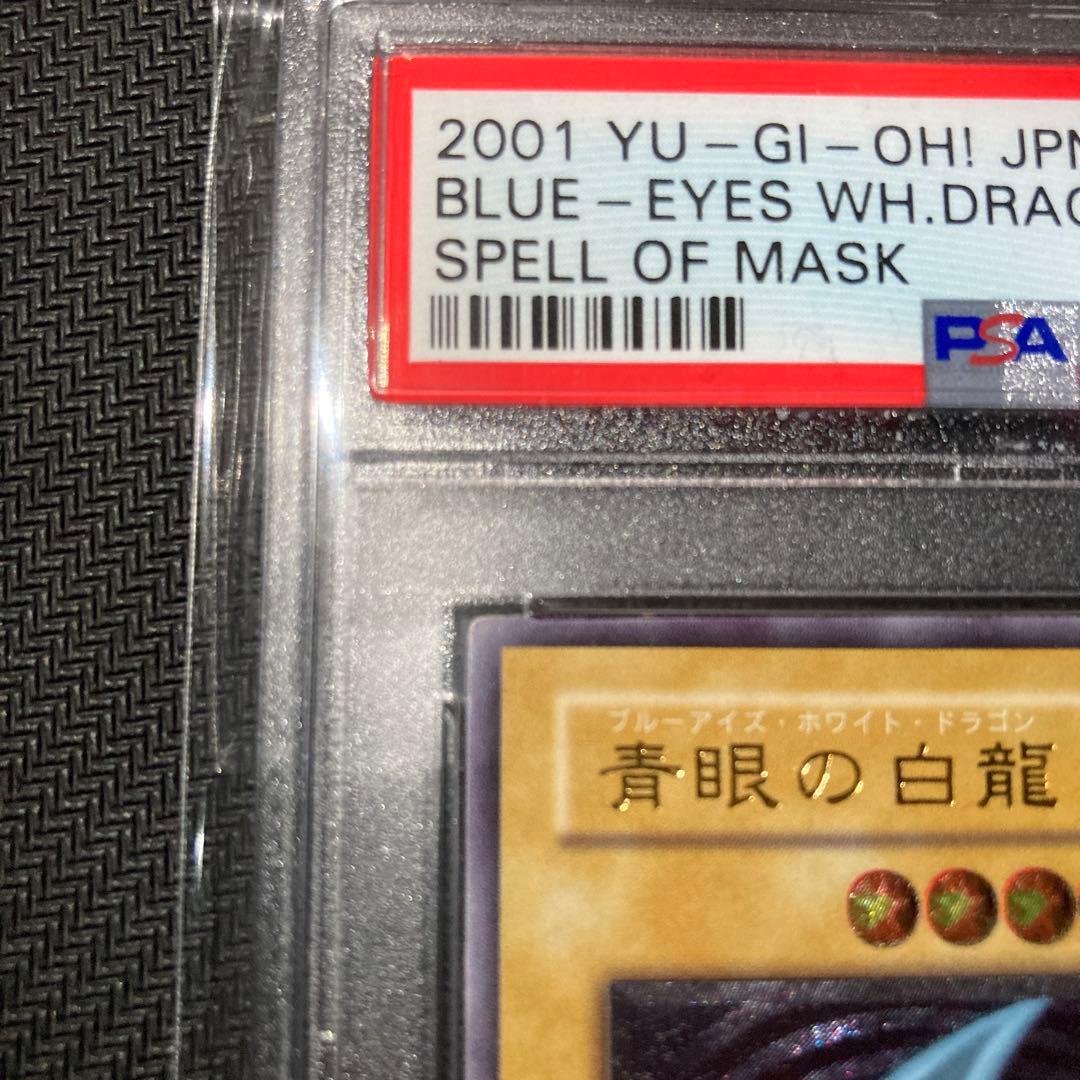 2001 YU-GI-OH! JPN
BLUE-EYES WH.DRAG
SPELL OF MASK
PSA
ブルーアイズ・ホワイト・ドラゴン
青眼の白龍